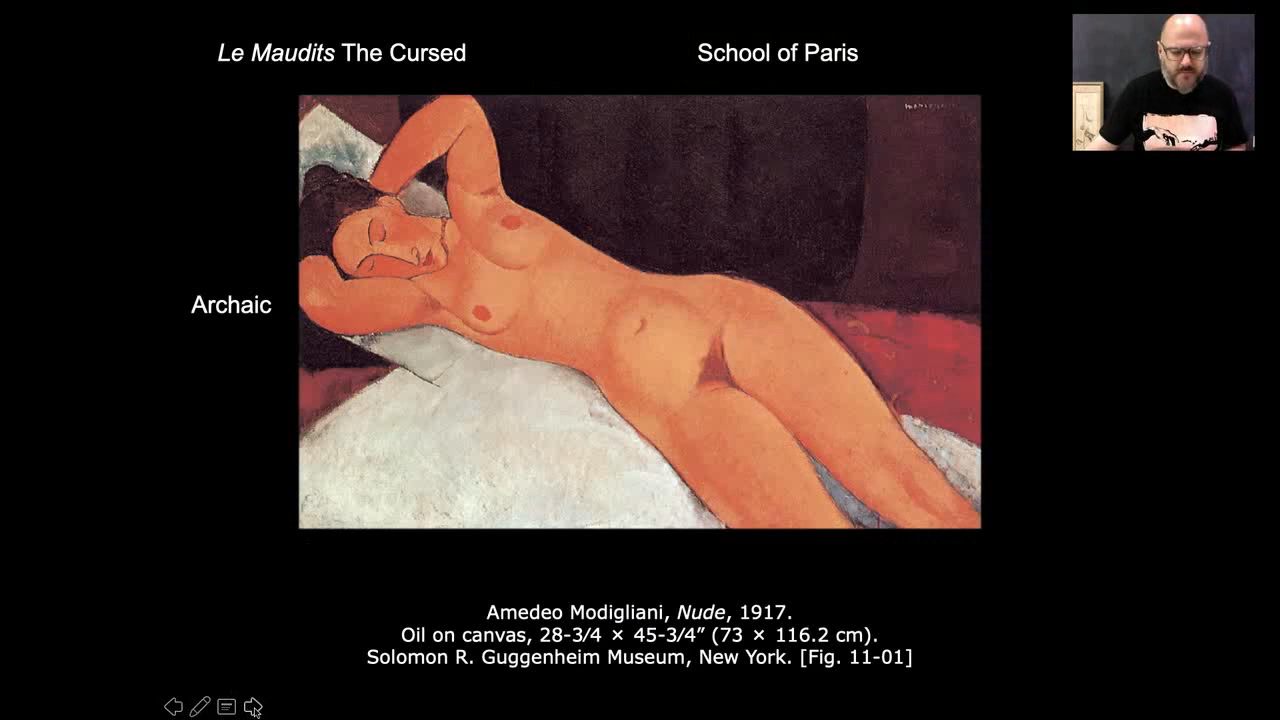 Le Maudits The Cursed
School of Paris
Archaic
Amedeo Modigliani, Nude, 1917.
Oil on canvas, 28-3/4 × 45-3/4” (73 × 116.2 cm).
Solomon R. Guggenheim Museum, New York. [Fig. 11-01]